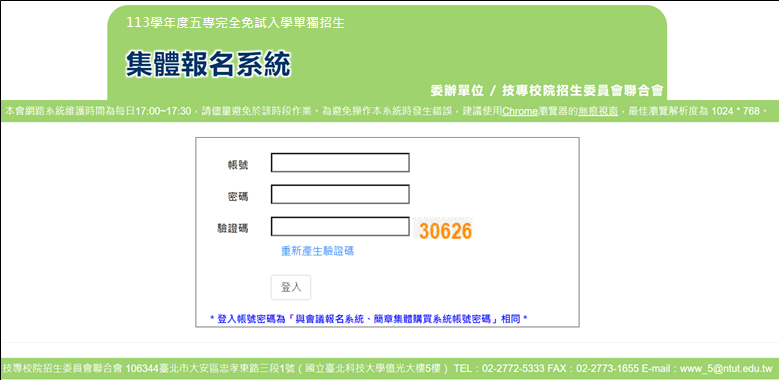 113學年度五專完全免試入學單獨招生
集體報名系統
委辦單位 / 技專校院招生委員會聯合會
本會網路系統維護時間為每日17:00~17:30，請儘量避免於該時段作業。為避免操作本系統時發生錯誤，建議使用Chrome瀏覽器的無痕視窗，最佳瀏覽解析度為 1024 * 768。
帳號
密碼
驗證碼 30626
重新產生驗證碼
登入
* 登入帳號密碼為「與會議報名系統、簡章集體購買系統帳號密碼」相同 *
技專校院招生委員會聯合會 106344臺北市大安區忠孝東路三段1號（國立臺北科技大學億光大樓5樓） TEL：02-2772-5333 FAX：02-2773-1655 E-mail：www_5@ntut.edu.tw